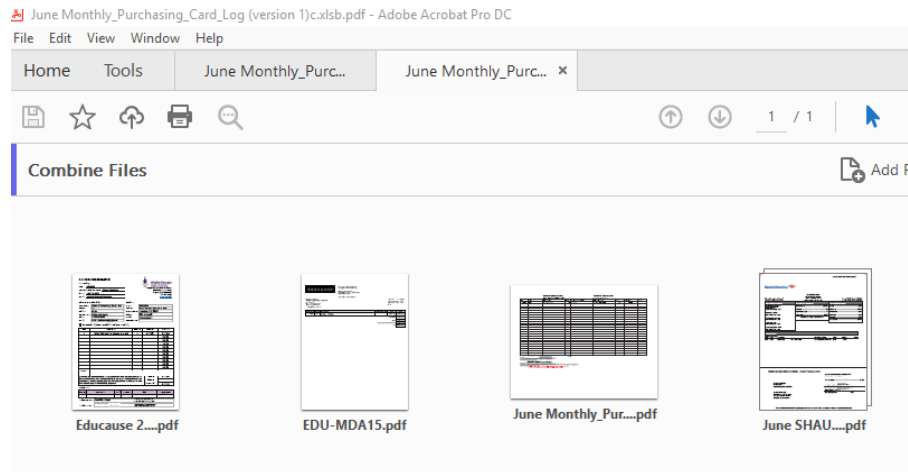 June Monthly_Purchasing_Card_Log (version 1)c.xlsb.pdf - Adobe Acrobat Pro DC
File Edit View Window Help
Home Tools June Monthly_Purc... June Monthly_Purc... ×
1 / 1
Combine Files Add F
Educause 2....pdf EDU-MDA15.pdf June Monthly_Pur....pdf June SHAU....pdf